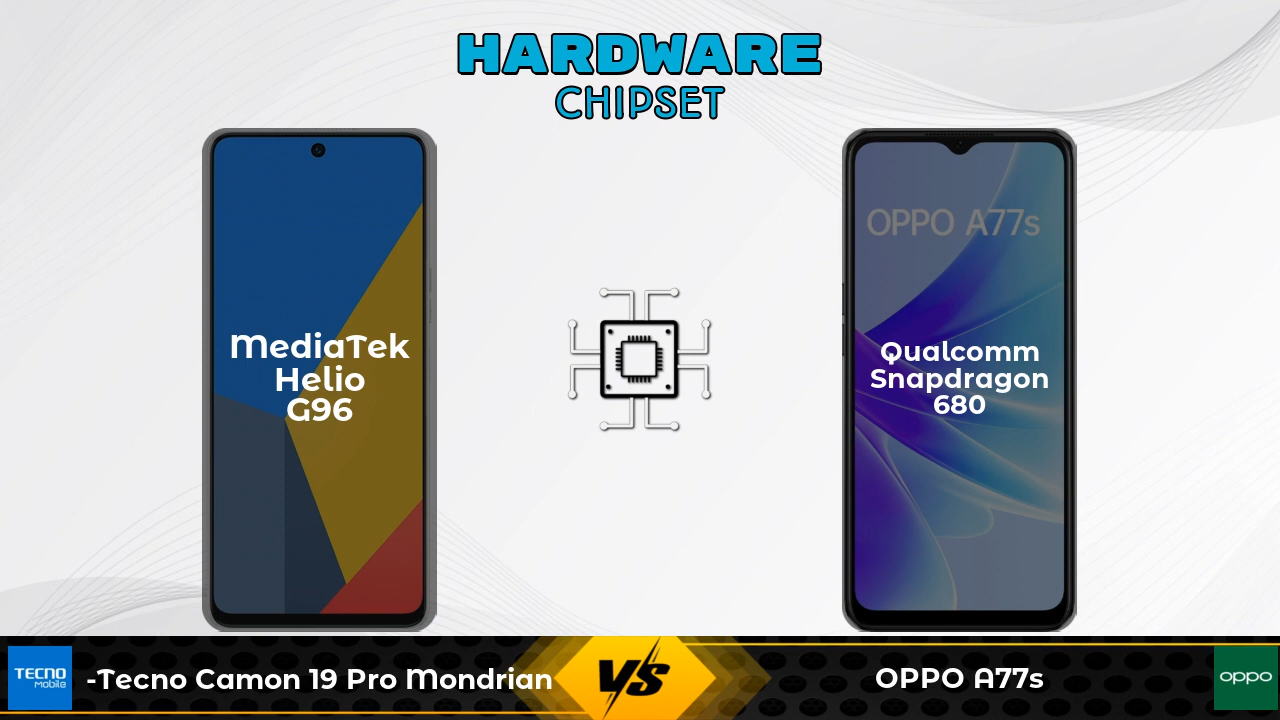 HARDWARE
CHIPSET
OPPO A77s
MediaTek
Helio
G96
Qualcomm
Snapdragon
680
TECNO
mobile
-Tecno Camon 19 Pro Mondrian
VS
OPPO A77s
oppo